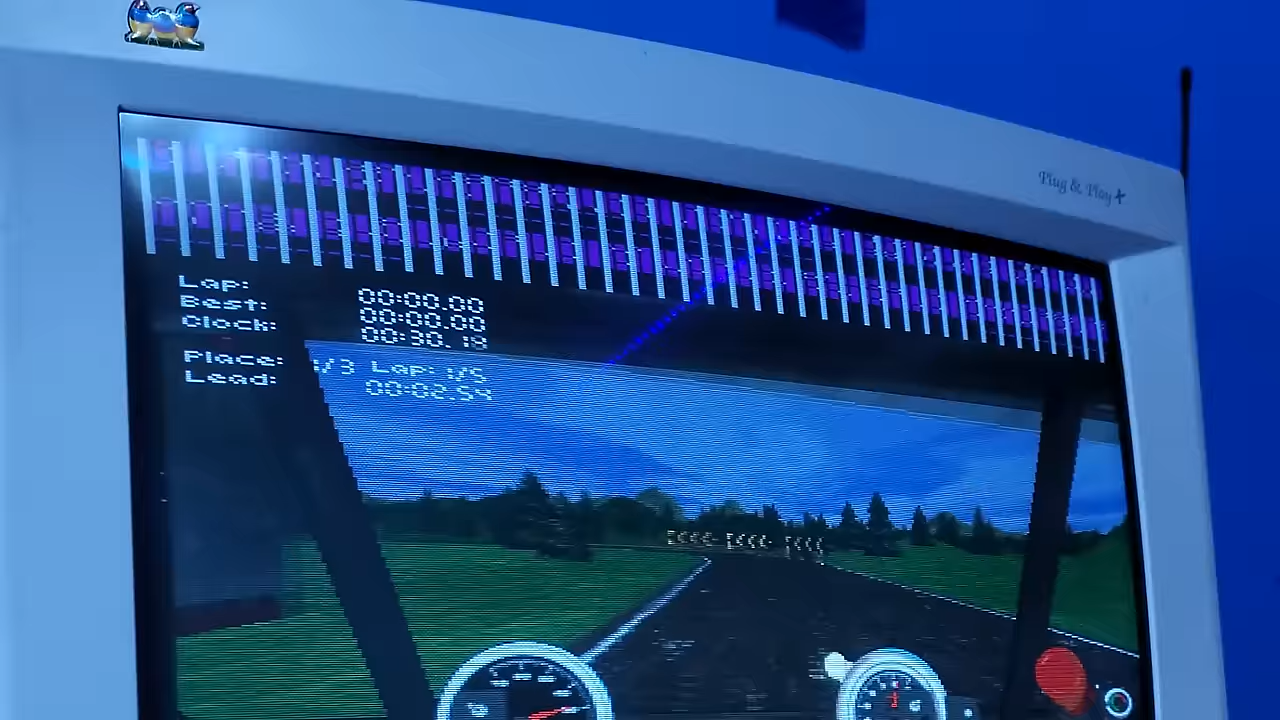 Plug & Play+
Lap: 00:00.00
Best: 00:00.00
Clock: 00:30.18
Place: 1/3 Lap: 1/5
Lead: 00:02.54